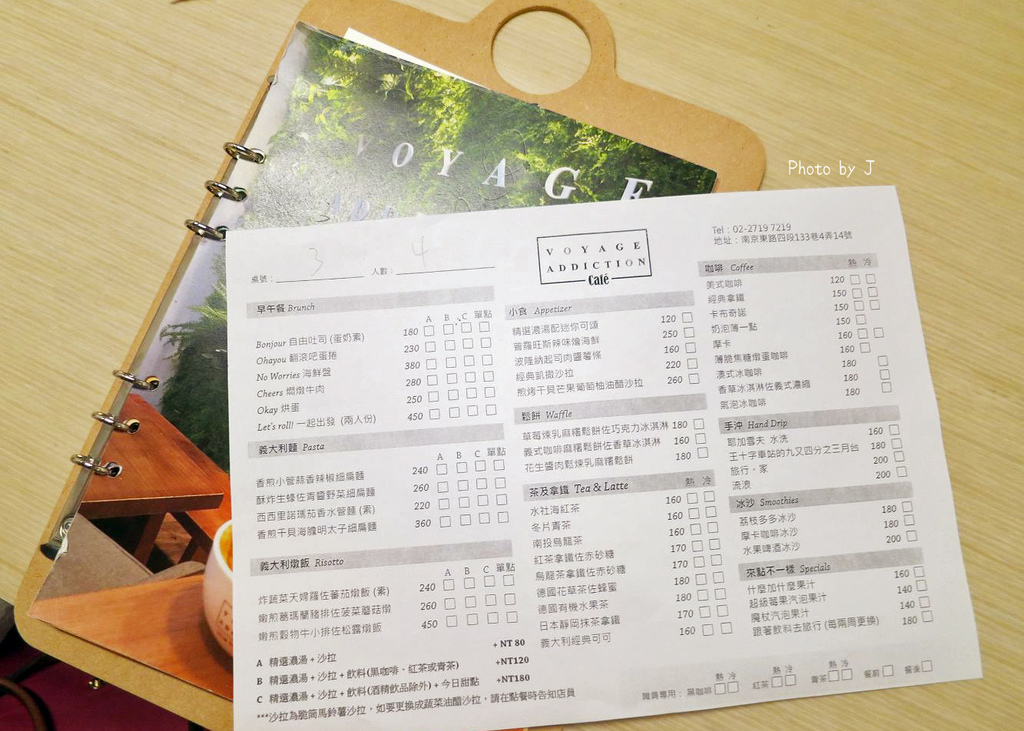 VOYAGE
Photo by J
桌號： 3 人數： 4
VOYAGE
ADDICTION
Café
Tel : 02-2719 7219
地址：南京東路四段133巷4弄14號
早午餐 Brunch
A B C 單點
Bonjour 自由吐司 (蛋奶素) 180
Ohayou 翻滾吧蛋捲 230
No Worries 海鮮盤 380
Cheers 燜燉牛肉 280
Okay 烘蛋 250
Let's roll! 一起出發 (兩人份) 450
義大利麵 Pasta
A B C 單點
香煎小管蒜香辣椒細扁麵 240
酥炸生蠔佐青醬野菜細扁麵 260
西西里諾瑪茄香水管麵 (素) 220
香煎干貝海膽明太子細扁麵 360
義大利燉飯 Risotto
A B C 單點
炸蔬菜天婦羅佐蕃茄燉飯 (素) 240
嫩煎葛瑪蘭豬排佐菠菜蘑菇燉 260
嫩煎穀物牛小排佐松露燉飯 450
A 精選濃湯 + 沙拉 + NT 80
B 精選濃湯 + 沙拉 + 飲料(黑咖啡、紅茶或青茶) +NT120
C 精選濃湯 + 沙拉 + 飲料(酒精飲品除外) + 今日甜點 +NT180
***沙拉為脆筒馬鈴薯沙拉，如要更換成蔬菜油醋沙拉，請在點餐時告知店員
小食 Appetizer
精選濃湯配迷你可頌 120
普羅旺斯辣味燴海鮮 250
波隆納起司肉醬薯條 160
經典凱撒沙拉 220
煎烤干貝芒果葡萄柚油醋沙拉 260
鬆餅 Waffle
草莓煉乳麻糬鬆餅佐巧克力冰淇淋 180
義式咖啡麻糬鬆餅佐香草冰淇淋 160
花生醬肉鬆煉乳麻糬鬆餅 180
茶及拿鐵 Tea & Latte 熱 冷
水社海紅茶 160
冬片青茶 160
南投烏龍茶 160
紅茶拿鐵佐赤砂糖 170
烏龍茶拿鐵佐赤砂糖 170
德國花草茶佐蜂蜜 180
德國有機水果茶 180
日本靜岡抹茶拿鐵 170
義大利經典可可 160
咖啡 Coffee 熱 冷
美式咖啡 120
經典拿鐵 150
卡布奇諾 150
奶泡薄一點 150
摩卡 160
薄脆焦糖燉蛋咖啡 160
澳式冰咖啡 180
香草冰淇淋佐義式濃縮 180
氣泡冰咖啡 180
手沖 Hand Drip
耶加雪夫 水洗 160
王十字車站的九又四分之三月台 180
旅行．家 200
流浪 200
冰沙 Smoothies
荔枝多多冰沙 180
摩卡咖啡冰沙 180
水果啤酒冰沙 200
來點不一樣 Specials
什麼加什麼果汁 160
超級莓果汽泡果汁 140
魔杖汽泡果汁 140
跟著飲料去旅行 (每兩周更換) 180
熱 冷 熱 冷 熱 冷
職員專用： 黑咖啡 紅茶 青茶 餐前 餐後